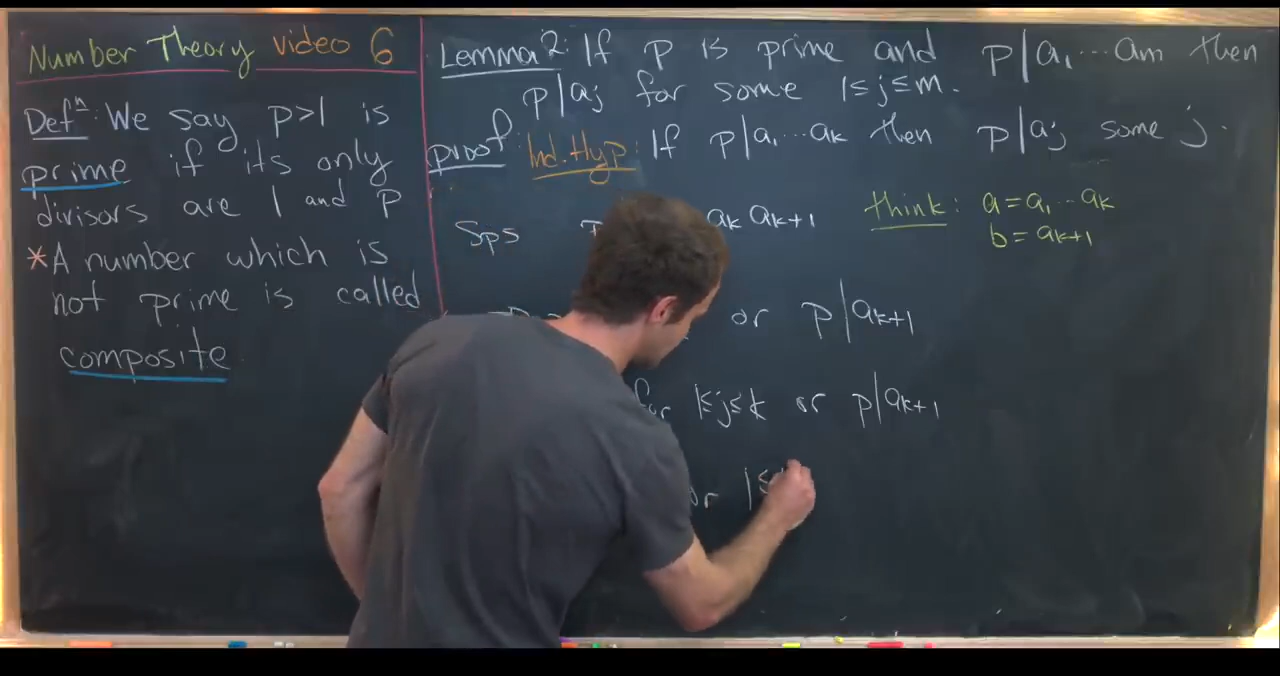 Number Theory video 6
Defⁿ: We say p>1 is
prime if its only
divisors are 1 and p
*A number which is
not prime is called
composite
Lemma 2: If p is prime and p|a₁⋯aₘ then
p|aⱼ for some 1≤j≤m.
proof: Ind. Hyp: If p|a₁⋯aₖ then p|aⱼ some j.
Sps aₖ aₖ₊₁
think: a=a₁⋯aₖ
b=aₖ₊₁
or p|aₖ₊₁
for 1≤j≤k or p|aₖ₊₁
or 1≤